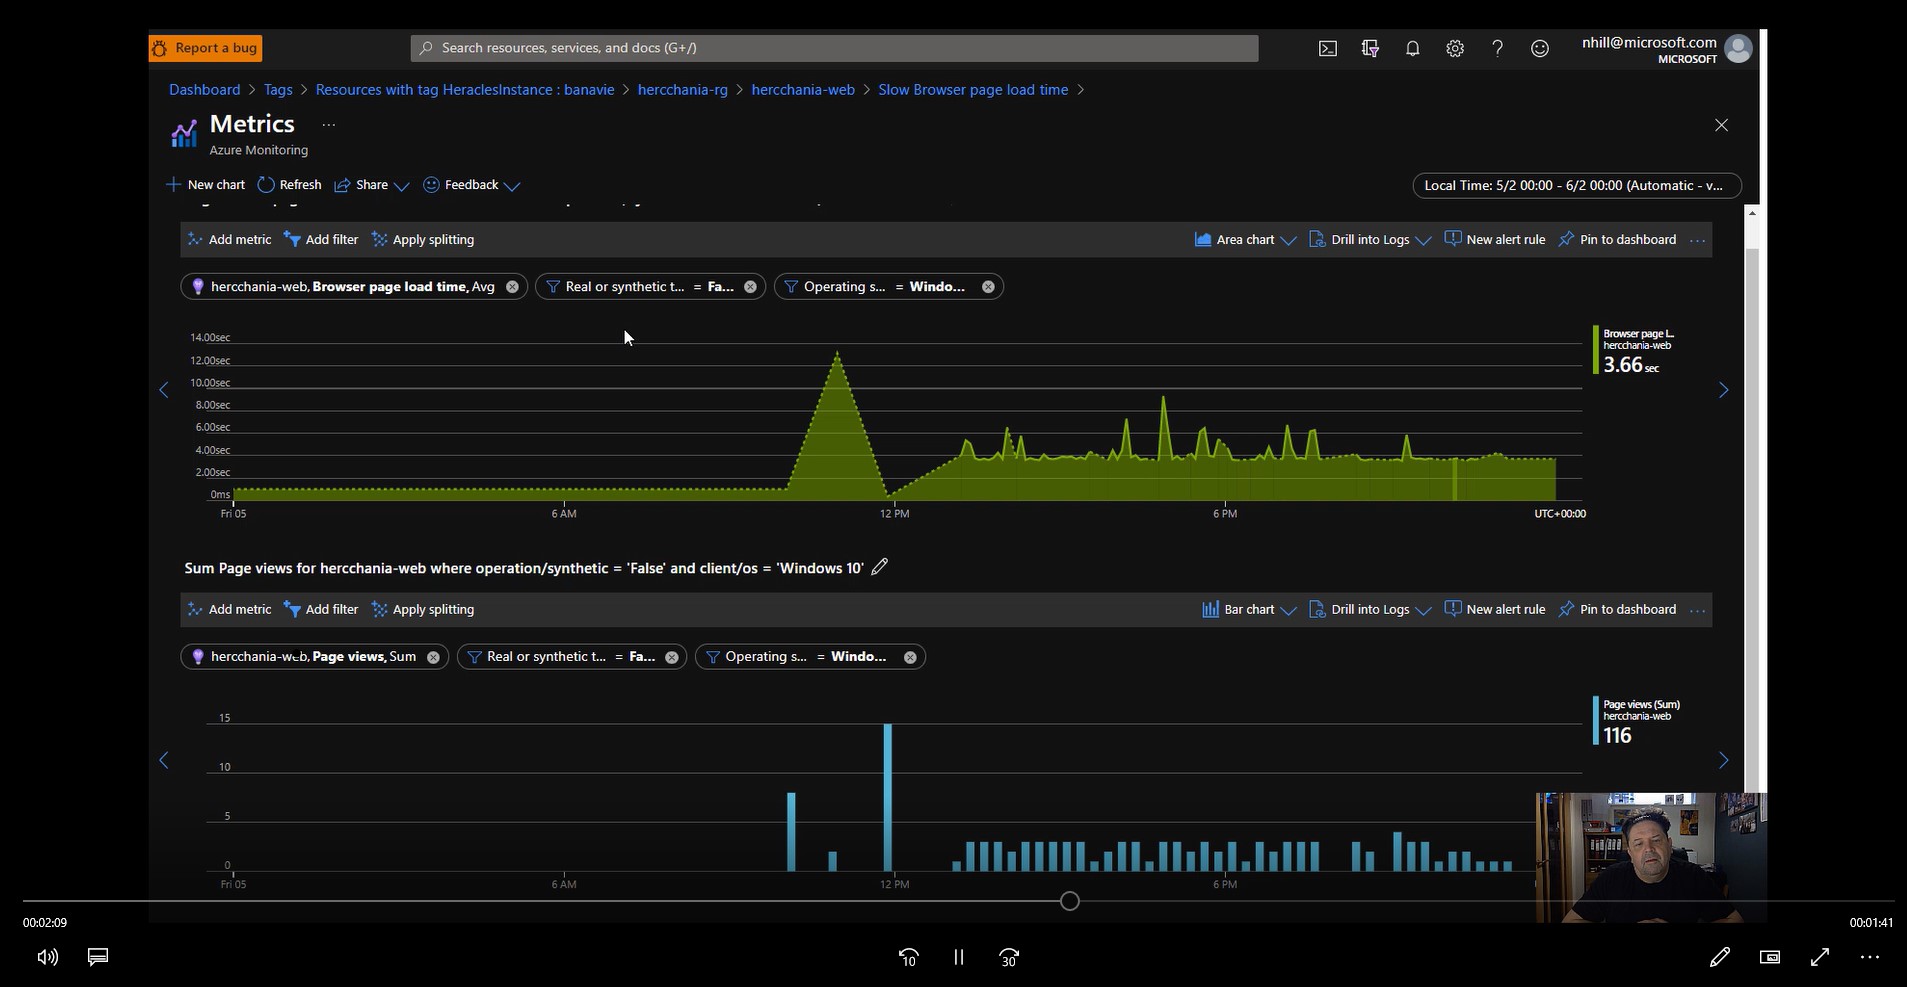 Report a bug
Search resources, services, and docs (G+/)
nhill@microsoft.com
MICROSOFT
Dashboard > Tags > Resources with tag HeraclesInstance : banavie > hercchania-rg > hercchania-web > Slow Browser page load time >
Metrics ...
Azure Monitoring
New chart Refresh Share Feedback
Local Time: 5/2 00:00 - 6/2 00:00 (Automatic - v...
Add metric Add filter Apply splitting Area chart Drill into Logs New alert rule Pin to dashboard ...
hercchania-web, Browser page load time, Avg Real or synthetic t... = Fa... Operating s... = Windo...
14.00sec
12.00sec
10.00sec
8.00sec
6.00sec
4.00sec
2.00sec
0ms
Fri 05 6 AM 12 PM 6 PM UTC+00:00
Browser page l...
hercchania-web
3.66 sec
Sum Page views for hercchania-web where operation/synthetic = 'False' and client/os = 'Windows 10'
Add metric Add filter Apply splitting Bar chart Drill into Logs New alert rule Pin to dashboard ...
hercchania-web, Page views, Sum Real or synthetic t... = Fa... Operating s... = Windo...
15
10
5
0
Fri 05 6 AM 12 PM 6 PM
Page views (Sum)
hercchania-web
116
00:02:09 00:01:41
10 30